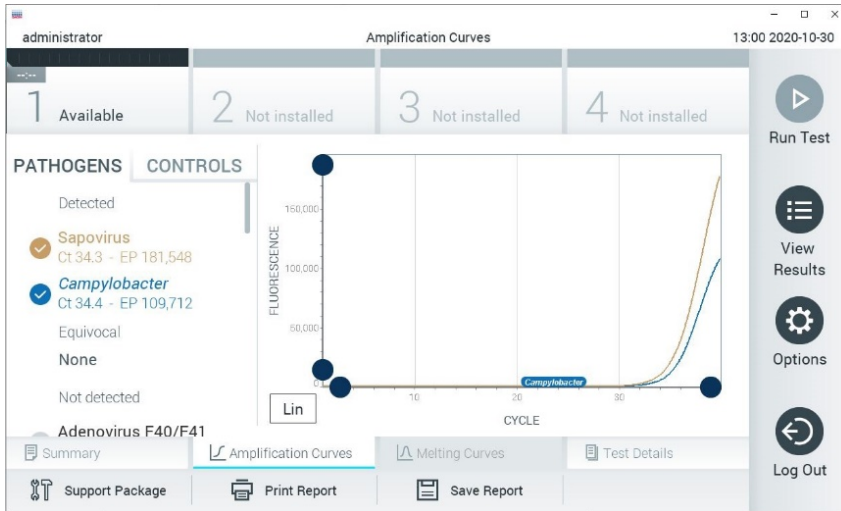 administrator
Amplification Curves
13:00 2020-10-30
--:--
1 Available
2 Not installed
3 Not installed
4 Not installed
Run Test
PATHOGENS
CONTROLS
Detected
Sapovirus
Ct 34.3 - EP 181,548
Campylobacter
Ct 34.4 - EP 109,712
Equivocal
None
Not detected
Adenovirus F40/F41
FLUORESCENCE
150,000
100,000
50,000
0
Campylobacter
10
20
30
CYCLE
Lin
View
Results
Options
Summary
Amplification Curves
Melting Curves
Test Details
Log Out
Support Package
Print Report
Save Report